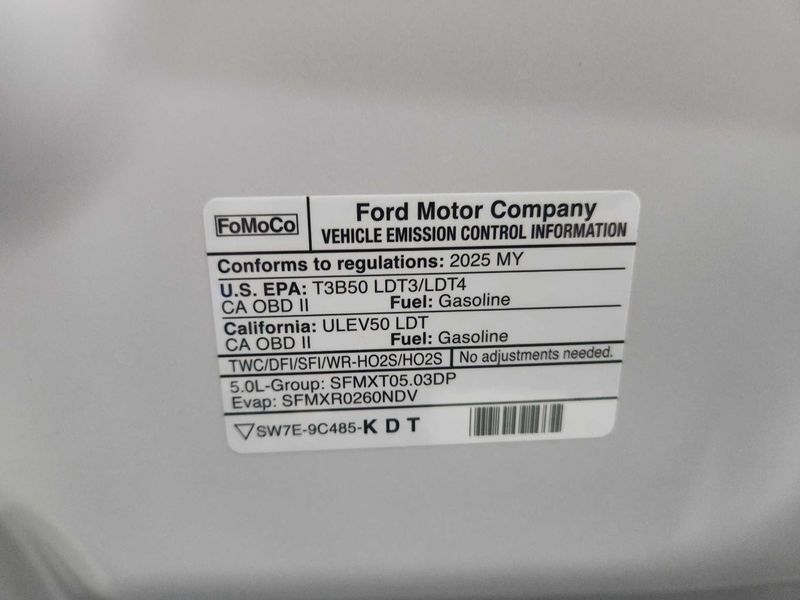 FoMoCo
Ford Motor Company
VEHICLE EMISSION CONTROL INFORMATION
Conforms to regulations: 2025 MY
U.S. EPA: T3B50 LDT3/LDT4
CA OBD II Fuel: Gasoline
California: ULEV50 LDT
CA OBD II Fuel: Gasoline
TWC/DFI/SFI/WR-HO2S/HO2S No adjustments needed.
5.0L-Group: SFMXT05.03DP
Evap: SFMXR0260NDV
SW7E-9C485-K D T